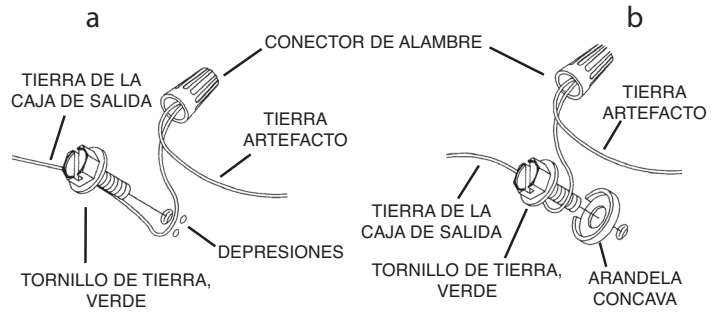 a
b
CONECTOR DE ALAMBRE
TIERRA DE LA
CAJA DE SALIDA
TIERRA
ARTEFACTO
DEPRESIONES
TORNILLO DE TIERRA,
VERDE
TIERRA
ARTEFACTO
TIERRA DE LA
CAJA DE SALIDA
TORNILLO DE TIERRA,
VERDE
ARANDELA
CONCAVA